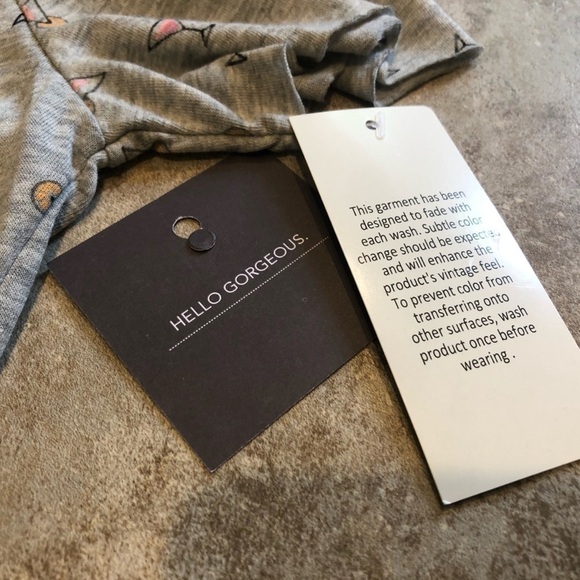 HELLO GORGEOUS.
This garment has been
designed to fade with
each wash. Subtle color
change should be expected
and will enhance the
product's vintage feel.
To prevent color from
transferring onto
other surfaces, wash
product once before
wearing .